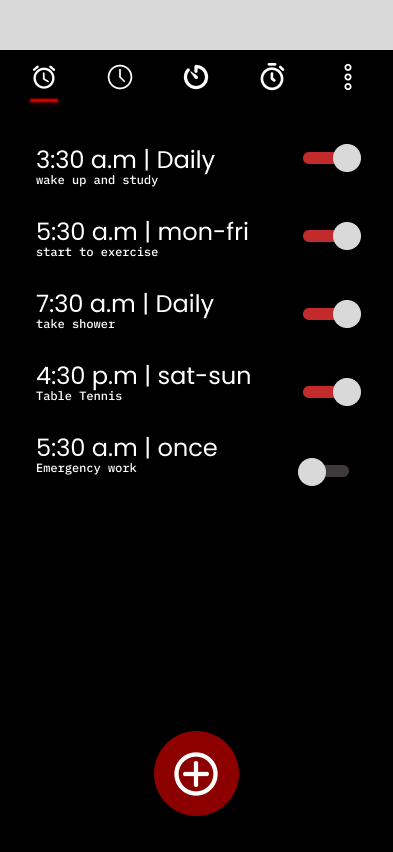 3:30 a.m | Daily
wake up and study
5:30 a.m | mon-fri
start to exercise
7:30 a.m | Daily
take shower
4:30 p.m | sat-sun
Table Tennis
5:30 a.m | once
Emergency work